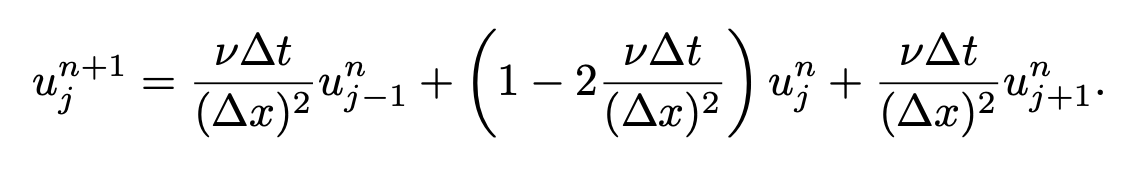 $u_j^{n+1} = \frac{\nu \Delta t}{(\Delta x)^2} u_{j-1}^n + \left(1 - 2\frac{\nu \Delta t}{(\Delta x)^2}\right) u_j^n + \frac{\nu \Delta t}{(\Delta x)^2} u_{j+1}^n.$